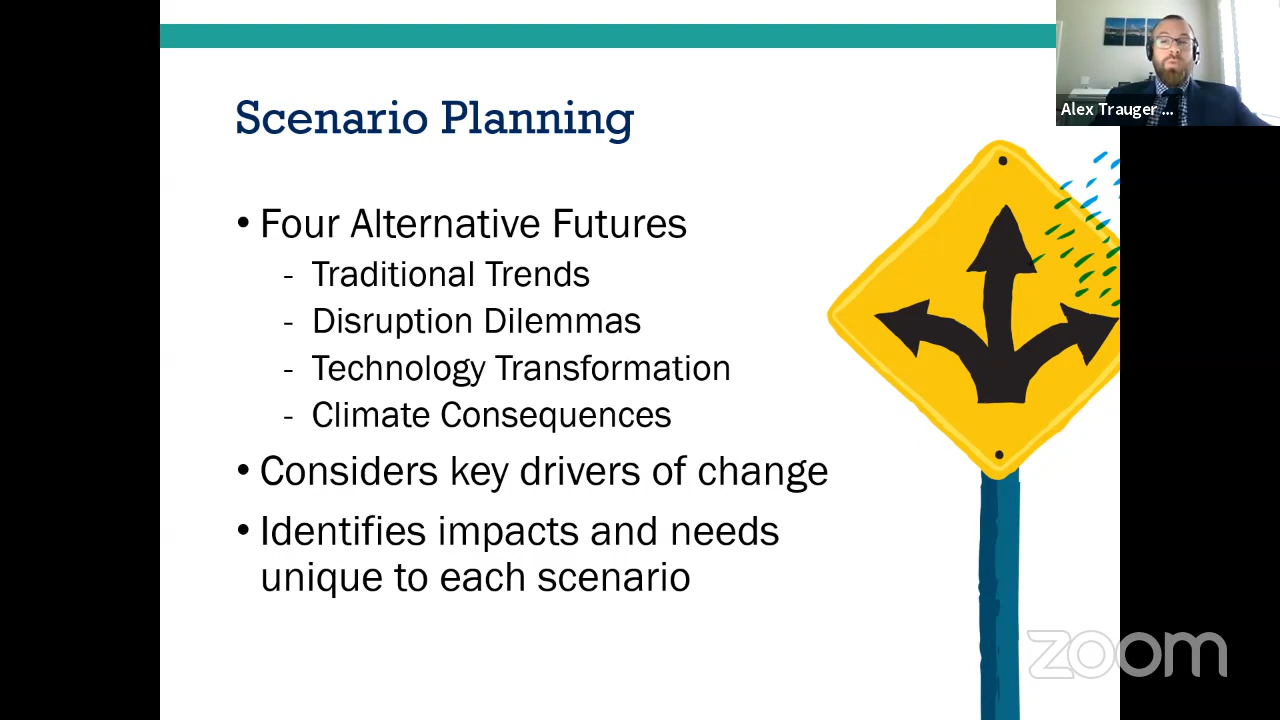 Scenario Planning
Alex Trauger ...
• Four Alternative Futures
- Traditional Trends
- Disruption Dilemmas
- Technology Transformation
- Climate Consequences
• Considers key drivers of change
• Identifies impacts and needs
unique to each scenario
zoom